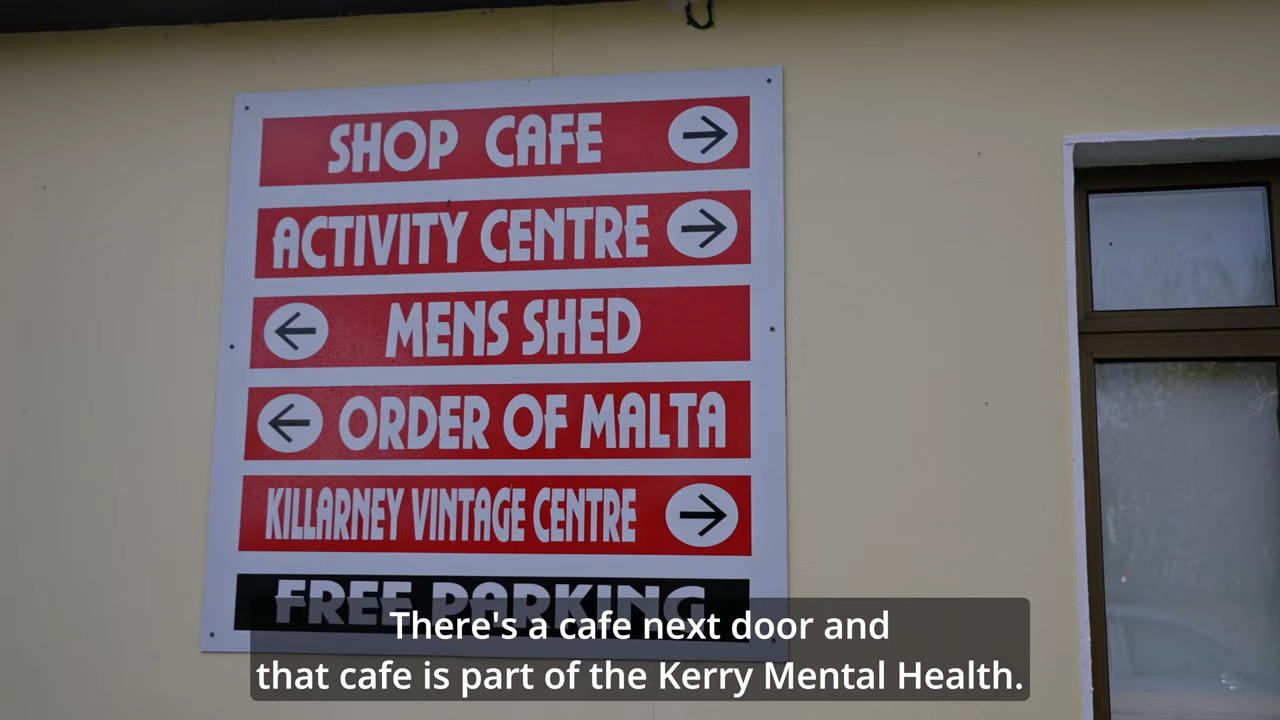 SHOP CAFE
ACTIVITY CENTRE
MENS SHED
ORDER OF MALTA
KILLARNEY VINTAGE CENTRE
FREE PARKING
There's a cafe next door and
that cafe is part of the Kerry Mental Health.